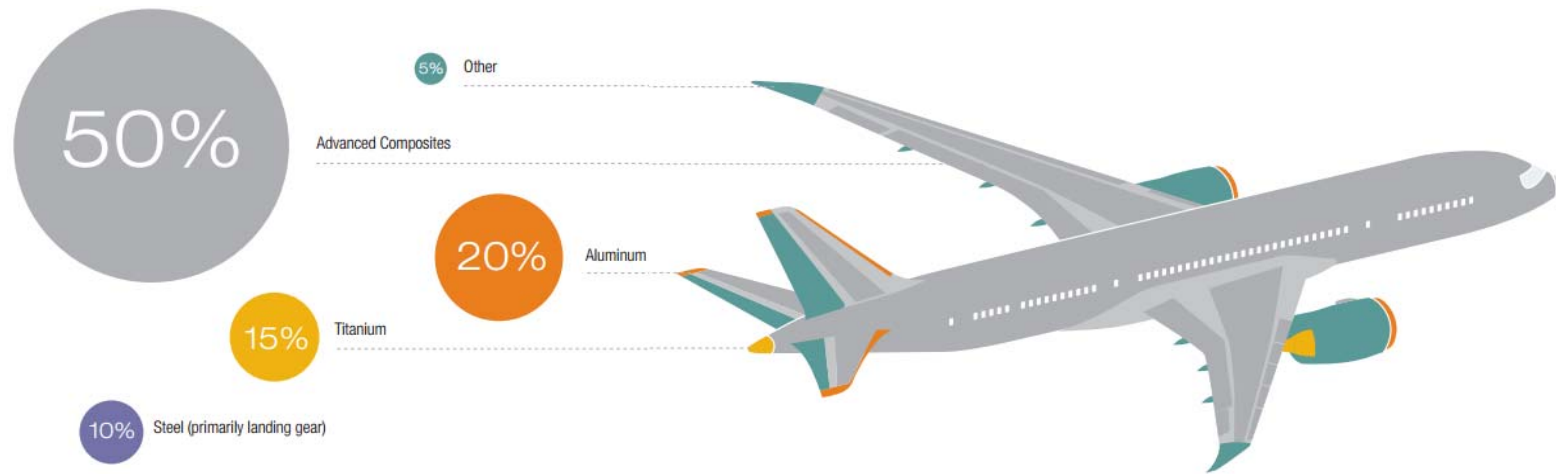 5% Other
50%
Advanced Composites
20% Aluminum
15% Titanium
10% Steel (primarily landing gear)